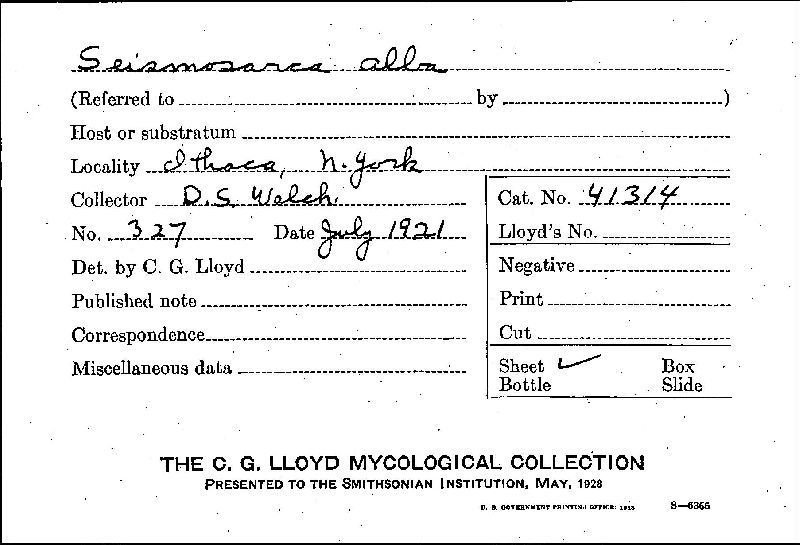 Seismosarca alba
(Referred to by )
Host or substratum
Locality Ithaca, N. York
Collector D. S. Welch.
Cat. No. 41314
No. 327 Date July 1921
Lloyd's No.
Det. by C. G. Lloyd
Negative
Published note
Print
Correspondence
Cut
Miscellaneous data
Sheet ✓ Box
Bottle Slide
THE C. G. LLOYD MYCOLOGICAL COLLECTION
PRESENTED TO THE SMITHSONIAN INSTITUTION, MAY, 1928
U. S. GOVERNMENT PRINTING OFFICE: 1928 8—6355